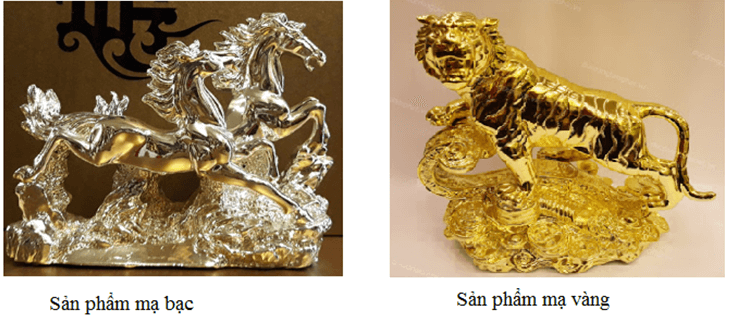 Sản phẩm mạ bạc
Sản phẩm mạ vàng